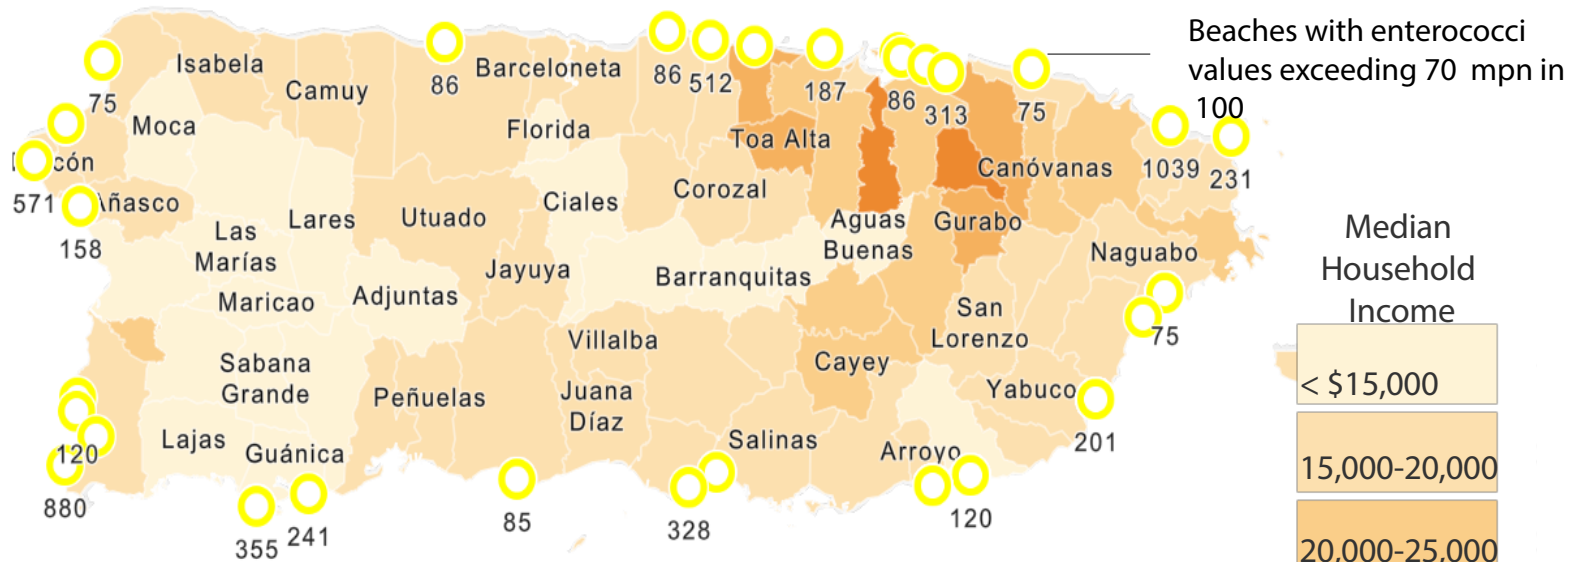 Beaches with enterococci
values exceeding 70 mpn in
100
Isabela
Camuy
Barceloneta
75
86
86
512
187
86
313
75
Moca
Florida
Toa Alta
Canóvanas
1039
231
cón
571
Añasco
158
Las
Marías
Lares
Utuado
Ciales
Corozal
Aguas
Buenas
Gurabo
Naguabo
Maricao
Adjuntas
Jayuya
Barranquitas
San
Lorenzo
75
Sabana
Grande
Peñuelas
Villalba
Juana
Díaz
Cayey
Yabuco
201
120
880
Lajas
Guánica
Salinas
Arroyo
355
241
85
328
120
Median
Household
Income
< $15,000
15,000-20,000
20,000-25,000